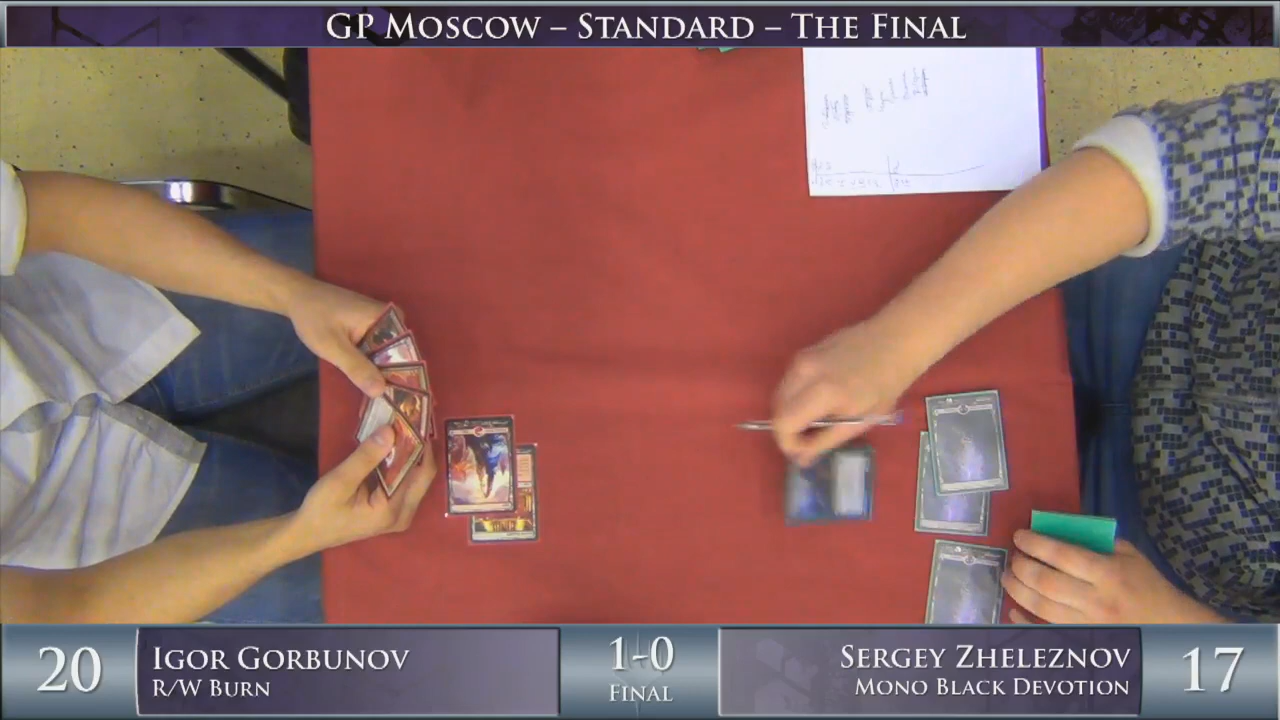 GP Moscow – Standard – The Final
20
Igor Gorbunov
R/W Burn
1-0
Final
Sergey Zheleznov
Mono Black Devotion
17